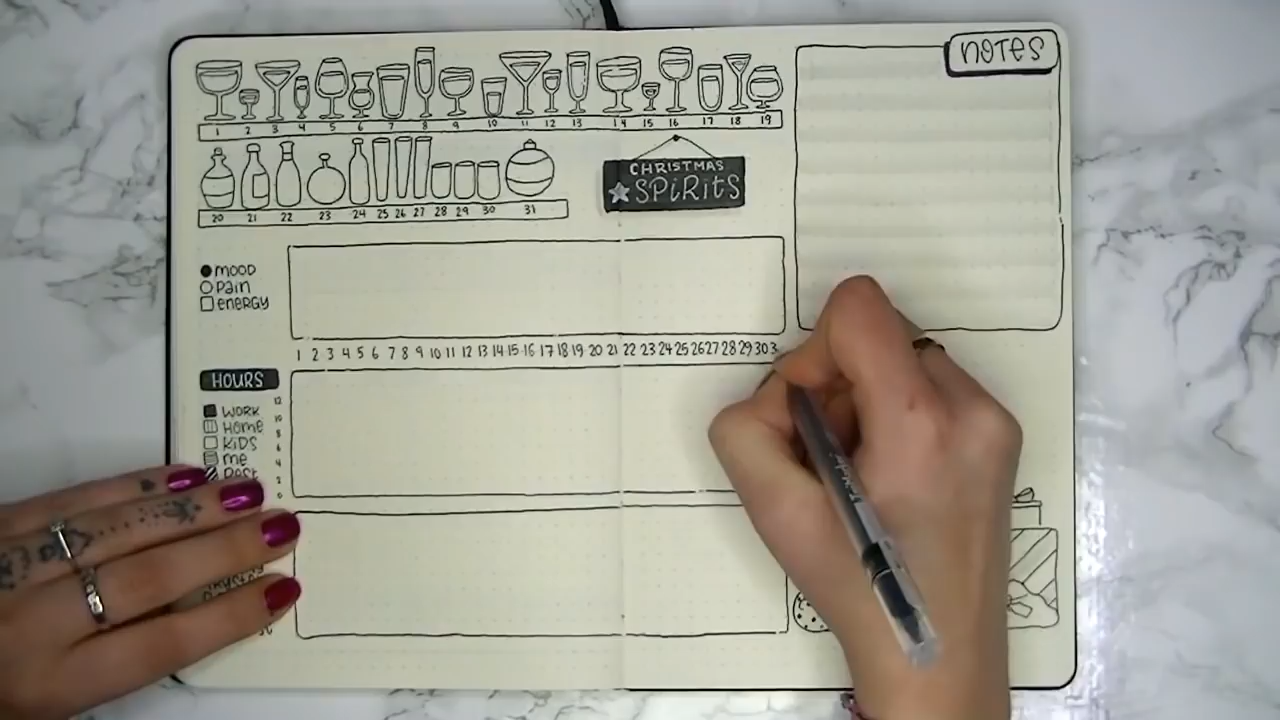 NOTES
1 2 3 4 5 6 7 8 9 10 11 12 13 14 15 16 17 18 19
CHRISTMAS
SPiRitS
20 21 22 23 24 25 26 27 28 29 30 31
MOOD
Pain
ENERGY
1 2 3 4 5 6 7 8 9 10 11 12 13 14 15 16 17 18 19 20 21 22 23 24 25 26 27 28 29 30 3
HOURS
12
10
8
6
4
2
0
WORK
HOME
KiDS
ME